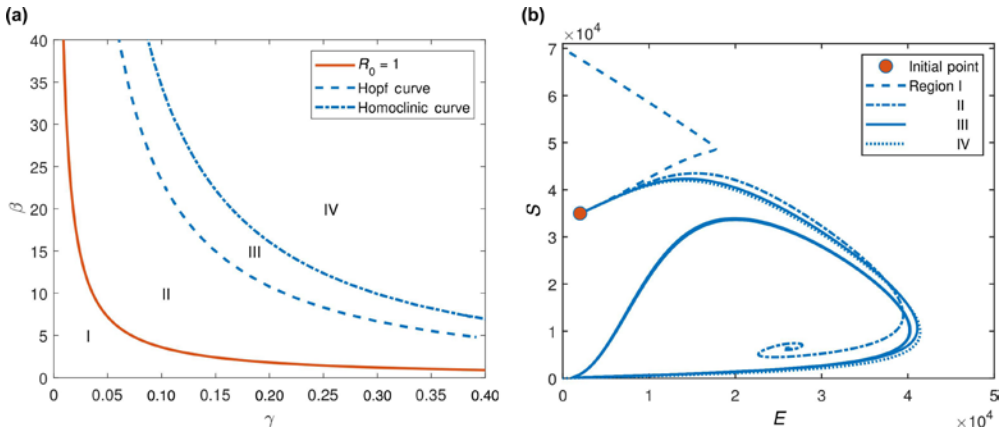 (a)
40
35
30
25
20
15
10
5
0
β
0
0.05
0.10
0.15
0.20
0.25
0.30
0.35
0.40
γ
R₀ = 1
Hopf curve
Homoclinic curve
I
II
III
IV
(b)
×10⁴
7
6
5
4
3
2
1
0
S
0
1
2
3
4
5
E
×10⁴
Initial point
Region I
II
III
IV